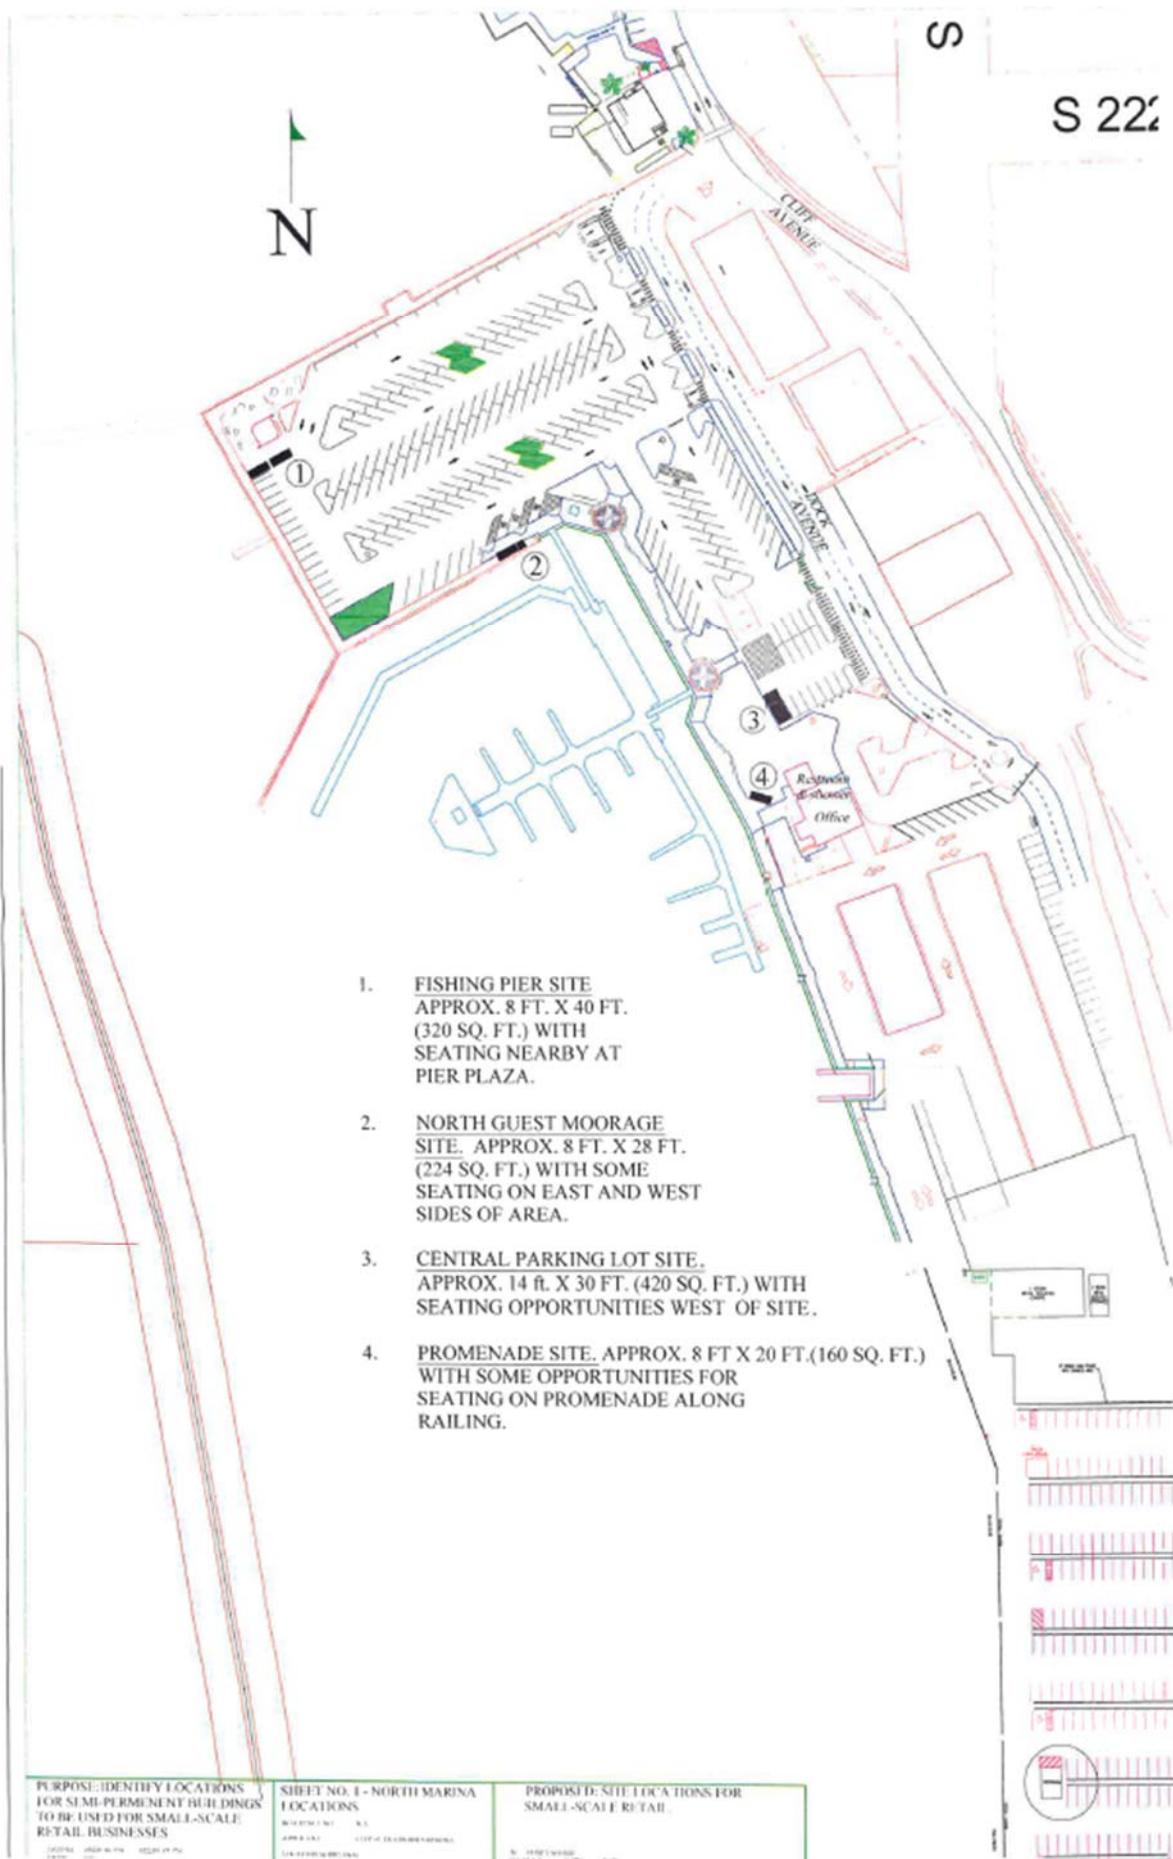 S
S 222
N
CLIFF
AVENUE
1
DOCK
AVENUE
2
3
4
Restroom
& shower
Office
1. FISHING PIER SITE
APPROX. 8 FT. X 40 FT.
(320 SQ. FT.) WITH
SEATING NEARBY AT
PIER PLAZA.
2. NORTH GUEST MOORAGE
SITE. APPROX. 8 FT. X 28 FT.
(224 SQ. FT.) WITH SOME
SEATING ON EAST AND WEST
SIDES OF AREA.
3. CENTRAL PARKING LOT SITE.
APPROX. 14 ft. X 30 FT. (420 SQ. FT.) WITH
SEATING OPPORTUNITIES WEST OF SITE.
4. PROMENADE SITE. APPROX. 8 FT X 20 FT.(160 SQ. FT.)
WITH SOME OPPORTUNITIES FOR
SEATING ON PROMENADE ALONG
RAILING.
PURPOSE: IDENTIFY LOCATIONS
FOR SEMI-PERMENENT BUILDINGS
TO BE USED FOR SMALL-SCALE
RETAIL BUSINESSES
SHEET NO. 1 - NORTH MARINA
LOCATIONS
PROPOSED: SITE LOCATIONS FOR
SMALL-SCALE RETAIL